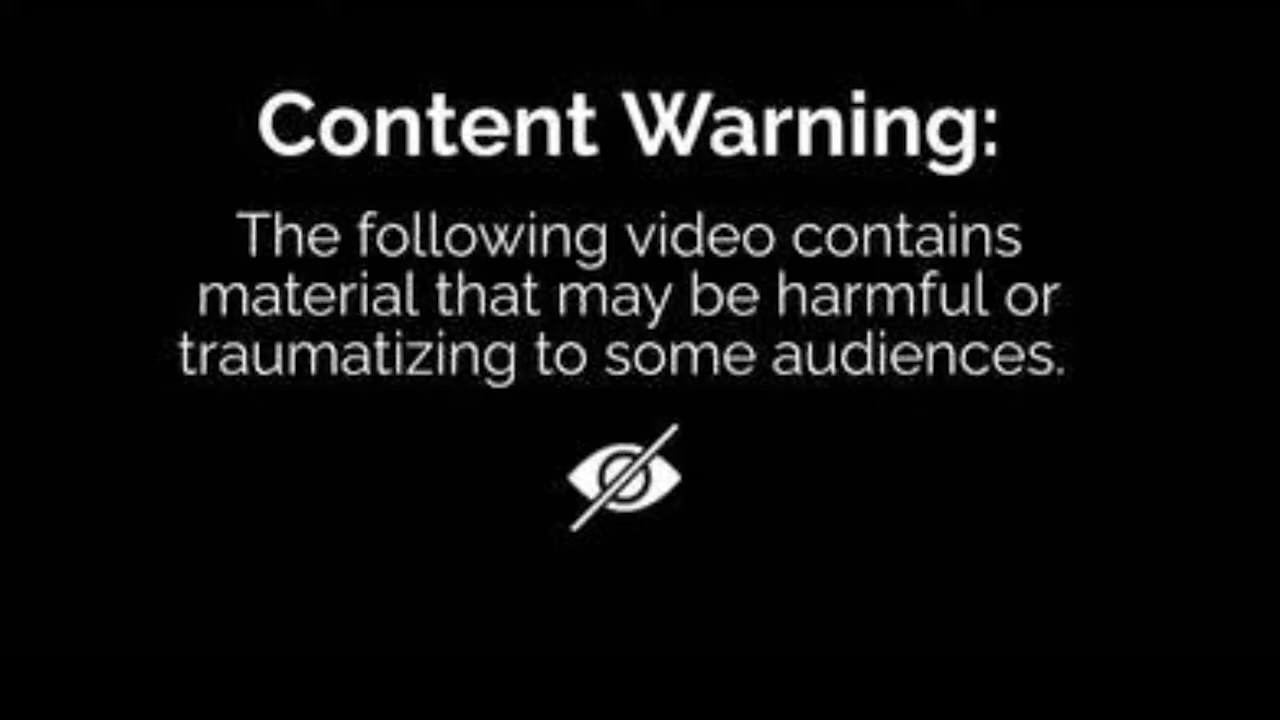 Content Warning:
The following video contains
material that may be harmful or
traumatizing to some audiences.